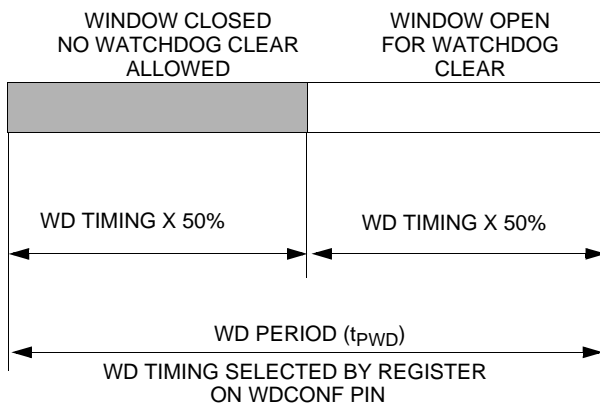 WINDOW CLOSED
NO WATCHDOG CLEAR
ALLOWED
WINDOW OPEN
FOR WATCHDOG
CLEAR
WD TIMING X 50%
WD TIMING X 50%
WD PERIOD (tPWD)
WD TIMING SELECTED BY REGISTER
ON WDCONF PIN